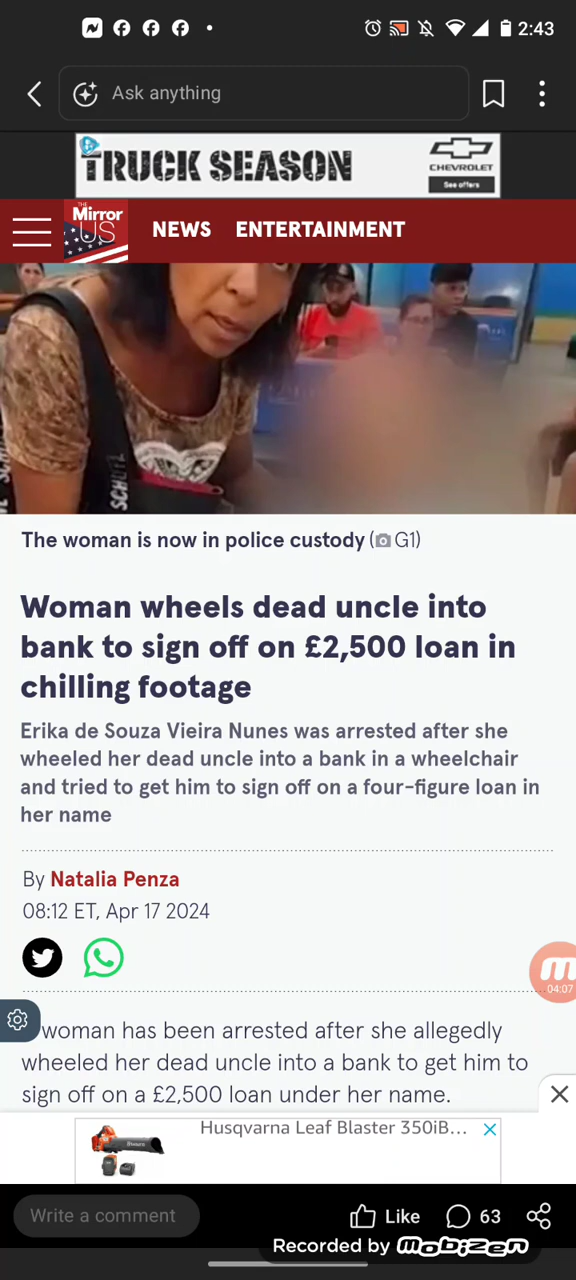 2:43
Ask anything
TRUCK SEASON
CHEVROLET
See offers
THE
Mirror
US
NEWS ENTERTAINMENT
SCHUTZ
The woman is now in police custody (G1)
Woman wheels dead uncle into
bank to sign off on £2,500 loan in
chilling footage
Erika de Souza Vieira Nunes was arrested after she
wheeled her dead uncle into a bank in a wheelchair
and tried to get him to sign off on a four-figure loan in
her name
By Natalia Penza
08:12 ET, Apr 17 2024
04:07
woman has been arrested after she allegedly
wheeled her dead uncle into a bank to get him to
sign off on a £2,500 loan under her name.
Husqvarna Leaf Blaster 350iB...
Write a comment
Like
63
Recorded by mobizen